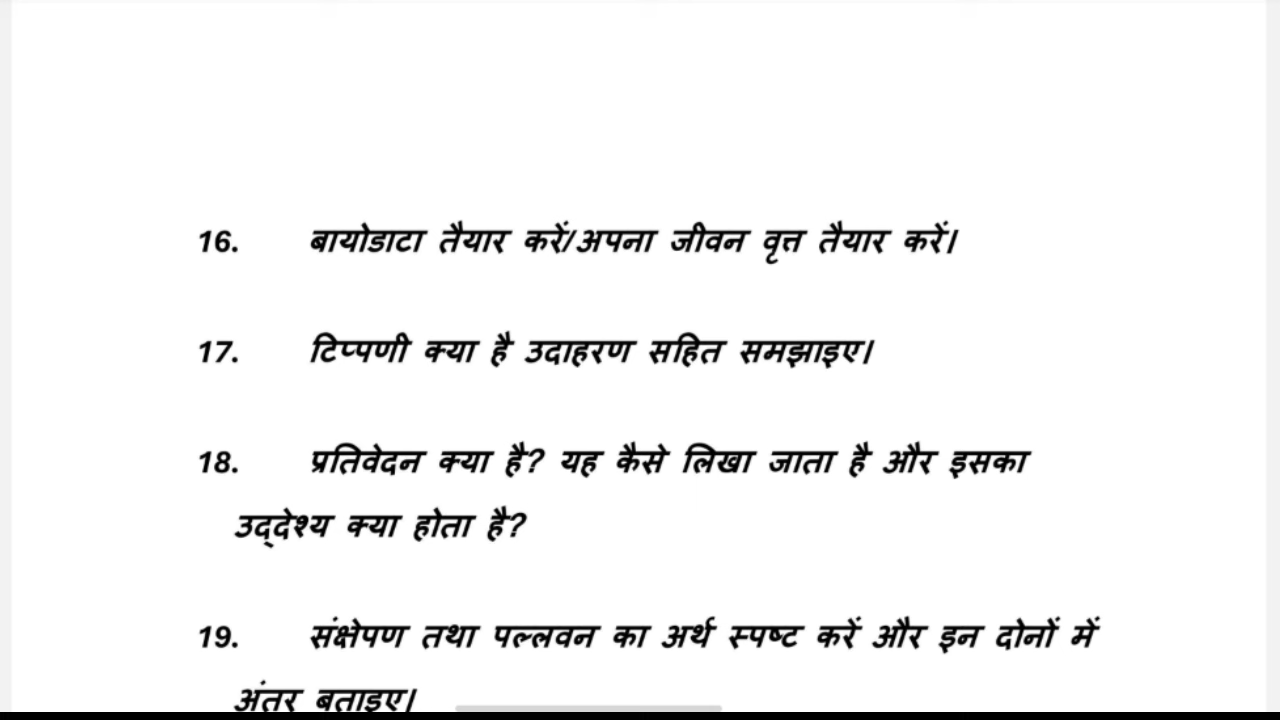 16. बायोडाटा तैयार करें/अपना जीवन वृत्त तैयार करें।
17. टिप्पणी क्या है उदाहरण सहित समझाइए।
18. प्रतिवेदन क्या है? यह कैसे लिखा जाता है और इसका
उद्देश्य क्या होता है?
19. संक्षेपण तथा पल्लवन का अर्थ स्पष्ट करें और इन दोनों में
अंतर बताइए।